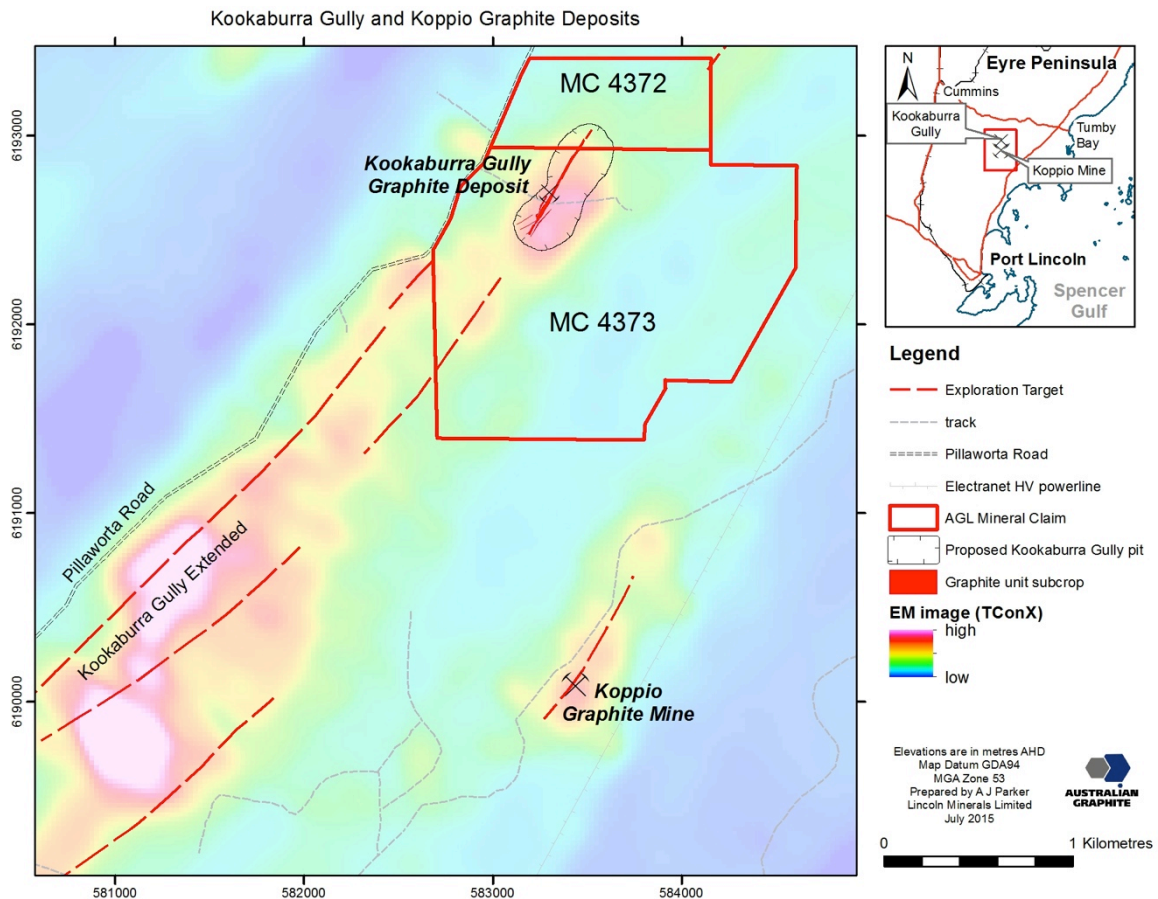 Kookaburra Gully and Koppio Graphite Deposits
MC 4372
Kookaburra Gully
Graphite Deposit
MC 4373
Pillaworta Road
Kookaburra Gully Extended
Koppio
Graphite Mine
6193000
6192000
6191000
6190000
581000
582000
583000
584000
N
Eyre Peninsula
Cummins
Kookaburra
Gully
Tumby
Bay
Koppio Mine
Port Lincoln
Spencer
Gulf
Legend
Exploration Target
track
Pillaworta Road
Electranet HV powerline
AGL Mineral Claim
Proposed Kookaburra Gully pit
Graphite unit subcrop
EM image (TConX)
high
low
Elevations are in metres AHD
Map Datum GDA94
MGA Zone 53
Prepared by A J Parker
Lincoln Minerals Limited
July 2015
AUSTRALIAN
GRAPHITE
0 1 Kilometres